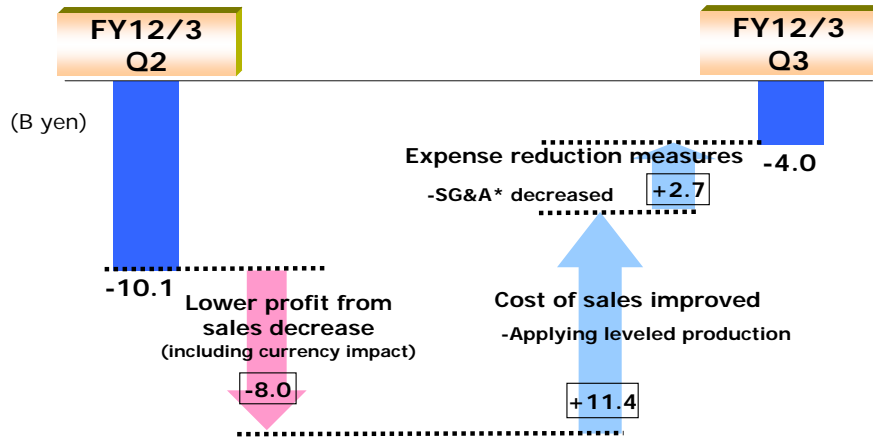 FY12/3
Q2
FY12/3
Q3
(B yen)
Expense reduction measures
-4.0
-SG&A* decreased
+2.7
-10.1
Lower profit from
sales decrease
(including currency impact)
-8.0
Cost of sales improved
-Applying leveled production
+11.4